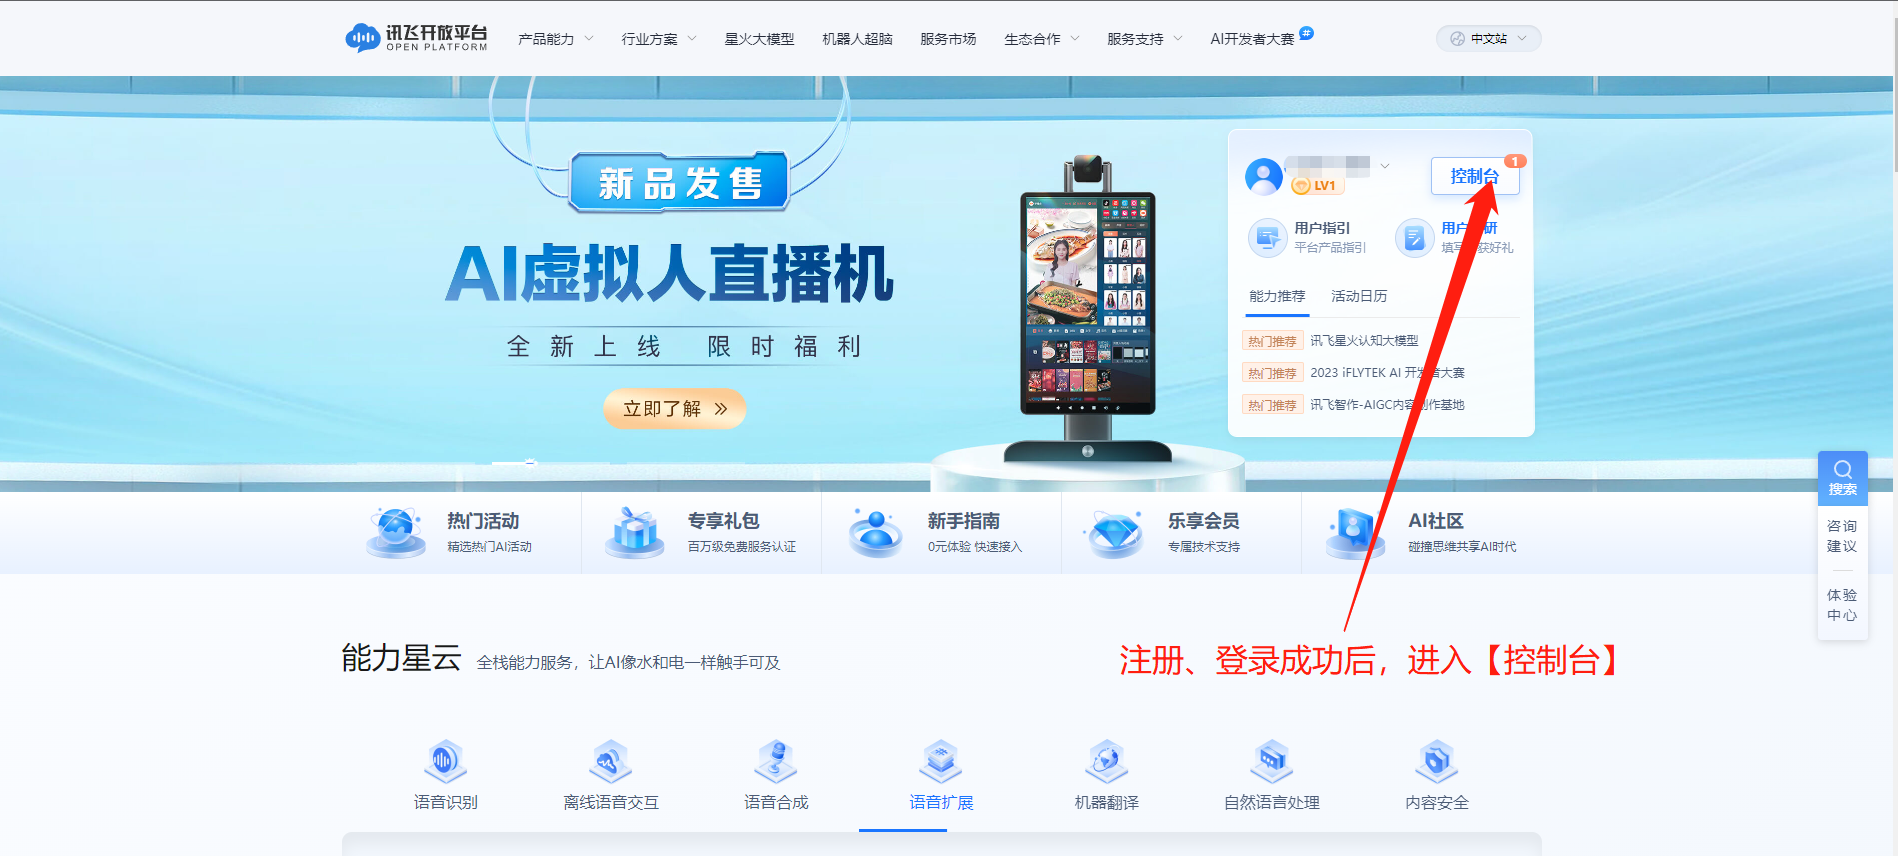 讯飞开放平台
OPEN PLATFORM
产品能力
行业方案
星火大模型
机器人超脑
服务市场
生态合作
服务支持
AI开发者大赛
#
中文站
新品发售
AI虚拟人直播机
全新上线 限时福利
立即了解
LV1
控制台
1
用户指引
平台产品指引
能力推荐
活动日历
热门推荐 讯飞星火认知大模型
热门推荐 2023 iFLYTEK AI 开发者大赛
热门推荐 讯飞智作-AIGC内容创作基地
热门活动
精选热门AI活动
专享礼包
百万级免费服务认证
新手指南
0元体验 快速接入
乐享会员
专属技术支持
AI社区
碰撞思维共享AI时代
搜索
咨询
建议
体验
中心
能力星云 全栈能力服务，让AI像水和电一样触手可及
注册、登录成功后，进入【控制台】
语音识别
离线语音交互
语音合成
语音扩展
机器翻译
自然语言处理
内容安全